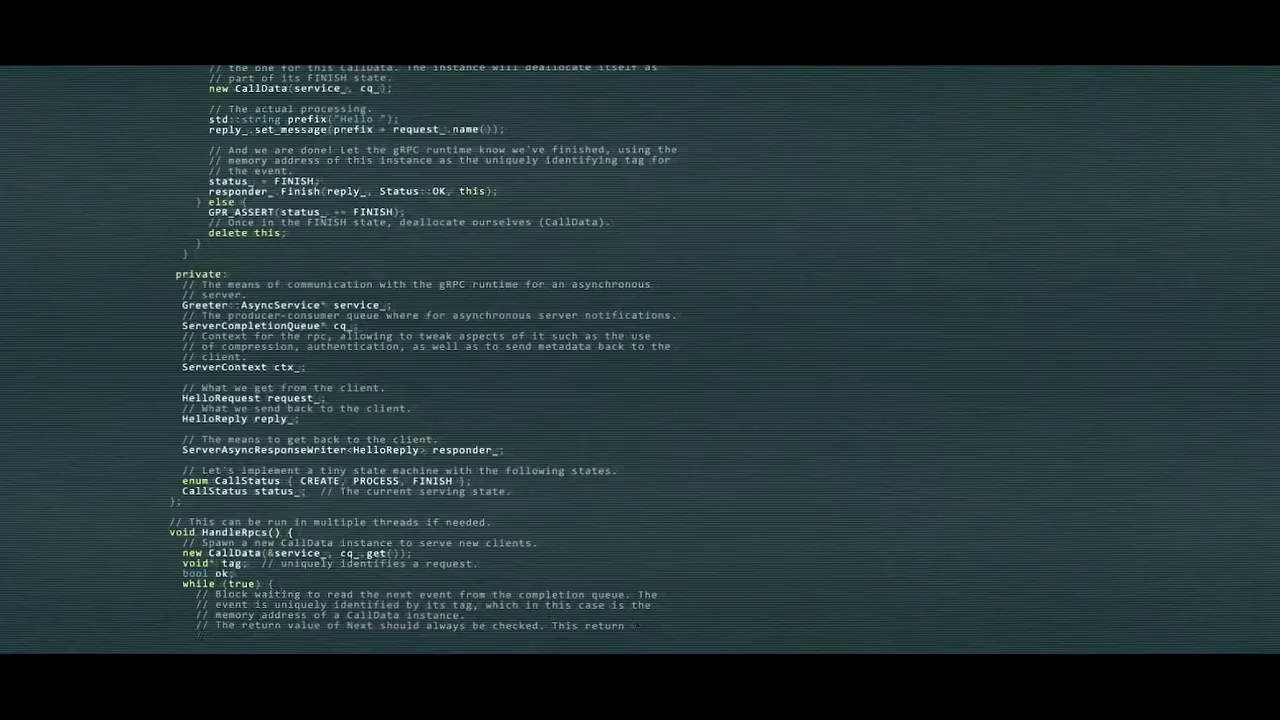 // the one for this CallData. The instance will deallocate itself as
// part of its FINISH state.
new CallData(service_, cq_);
// The actual processing.
std::string prefix("Hello ");
reply_.set_message(prefix + request_.name());
// And we are done! Let the gRPC runtime know we've finished, using the
// memory address of this instance as the uniquely identifying tag for
// the event.
status_ = FINISH;
responder_.Finish(reply_, Status::OK, this);
} else {
GPR_ASSERT(status_ == FINISH);
// Once in the FINISH state, deallocate ourselves (CallData).
delete this;
}
}
private:
// The means of communication with the gRPC runtime for an asynchronous
// server.
Greeter::AsyncService* service_;
// The producer-consumer queue where for asynchronous server notifications.
ServerCompletionQueue* cq_;
// Context for the rpc, allowing to tweak aspects of it such as the use
// of compression, authentication, as well as to send metadata back to the
// client.
ServerContext ctx_;
// What we get from the client.
HelloRequest request_;
// What we send back to the client.
HelloReply reply_;
// The means to get back to the client.
ServerAsyncResponseWriter<HelloReply> responder_;
// Let's implement a tiny state machine with the following states.
enum CallStatus { CREATE, PROCESS, FINISH };
CallStatus status_;  // The current serving state.
};
// This can be run in multiple threads if needed.
void HandleRpcs() {
// Spawn a new CallData instance to serve new clients.
new CallData(&service_, cq_.get());
void* tag;  // uniquely identifies a request.
bool ok;
while (true) {
// Block waiting to read the next event from the completion queue. The
// event is uniquely identified by its tag, which in this case is the
// memory address of a CallData instance.
// The return value of Next should always be checked. This return
//